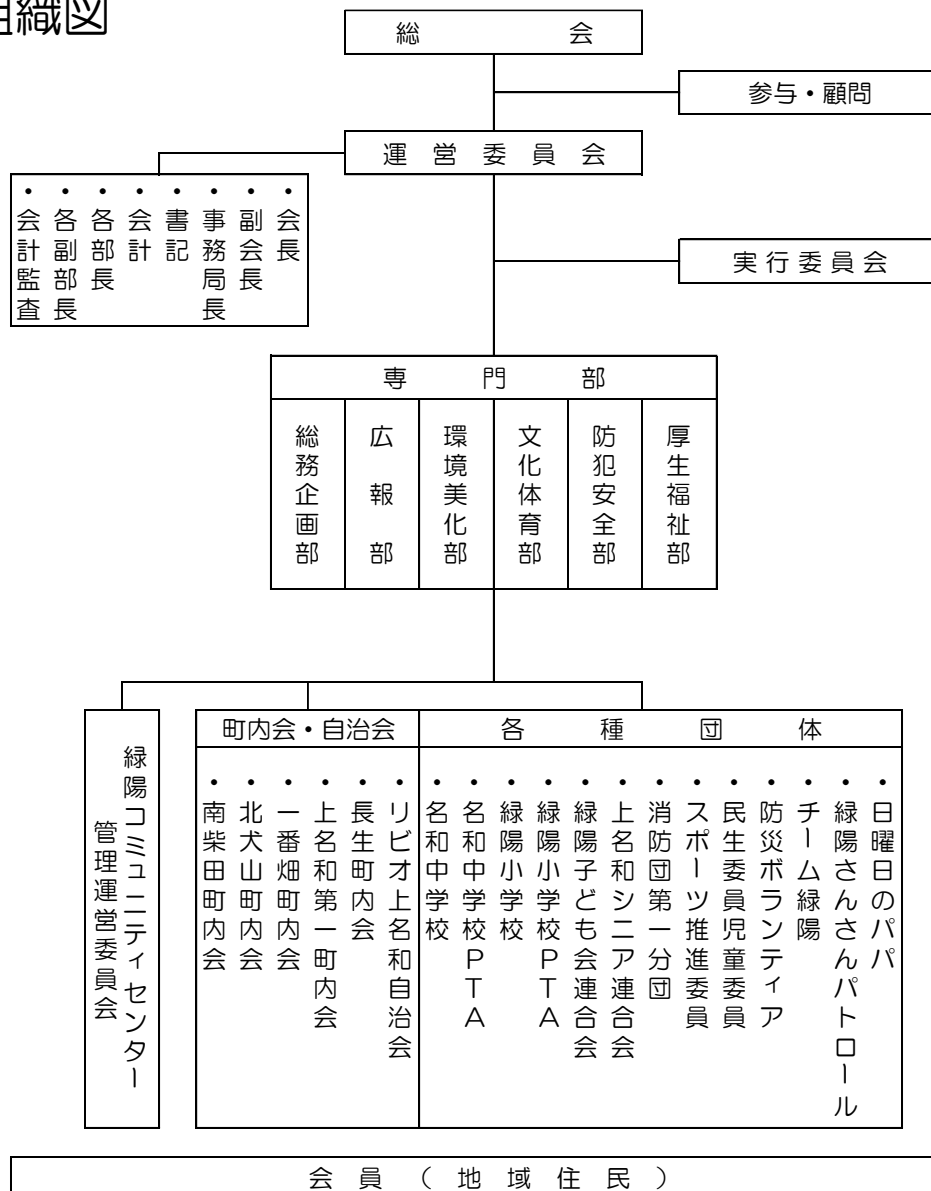 組織図
総会
参与・顧問
運営委員会
・会長
・副会長
・事務局長
・書記
・会計
・各部長
・各副部長
・会計監査
実行委員会
専門部
総務企画部
広報部
環境美化部
文化体育部
防犯安全部
厚生福祉部
緑陽コミュニティセンター
管理運営委員会
町内会・自治会
・リビオ上名和自治会
・長生町内会
・上名和第一町内会
・一番畑町内会
・北犬山町内会
・南柴田町内会
各種団体
・日曜日のパパ
・緑陽さんさんパトロール
・チーム緑陽
・防災ボランティア
・民生委員児童委員
・スポーツ推進委員
・消防団第一分団
・上名和シニア連合会
・緑陽子ども会連合会
・緑陽小学校PTA
・緑陽小学校
・名和中学校PTA
・名和中学校
会員(地域住民)